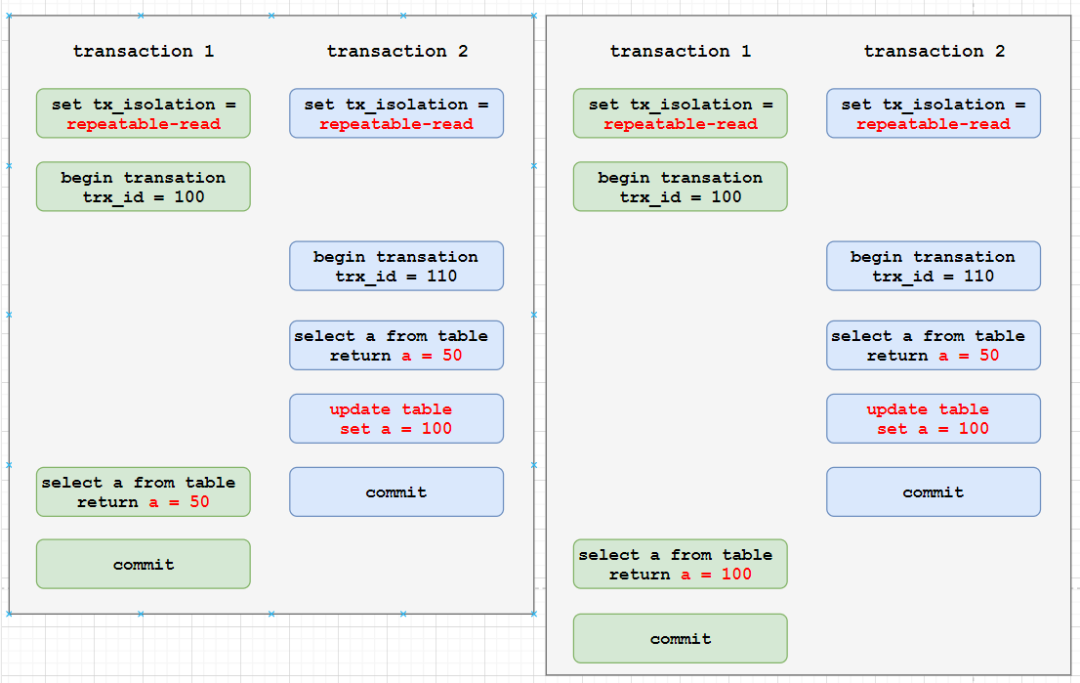 transaction 1
transaction 2
set tx_isolation =
repeatable-read
set tx_isolation =
repeatable-read
begin transation
trx_id = 100
begin transation
trx_id = 110
select a from table
return a = 50
update table
set a = 100
select a from table
return a = 50
commit
commit
transaction 1
transaction 2
set tx_isolation =
repeatable-read
set tx_isolation =
repeatable-read
begin transation
trx_id = 100
begin transation
trx_id = 110
select a from table
return a = 50
update table
set a = 100
commit
select a from table
return a = 100
commit